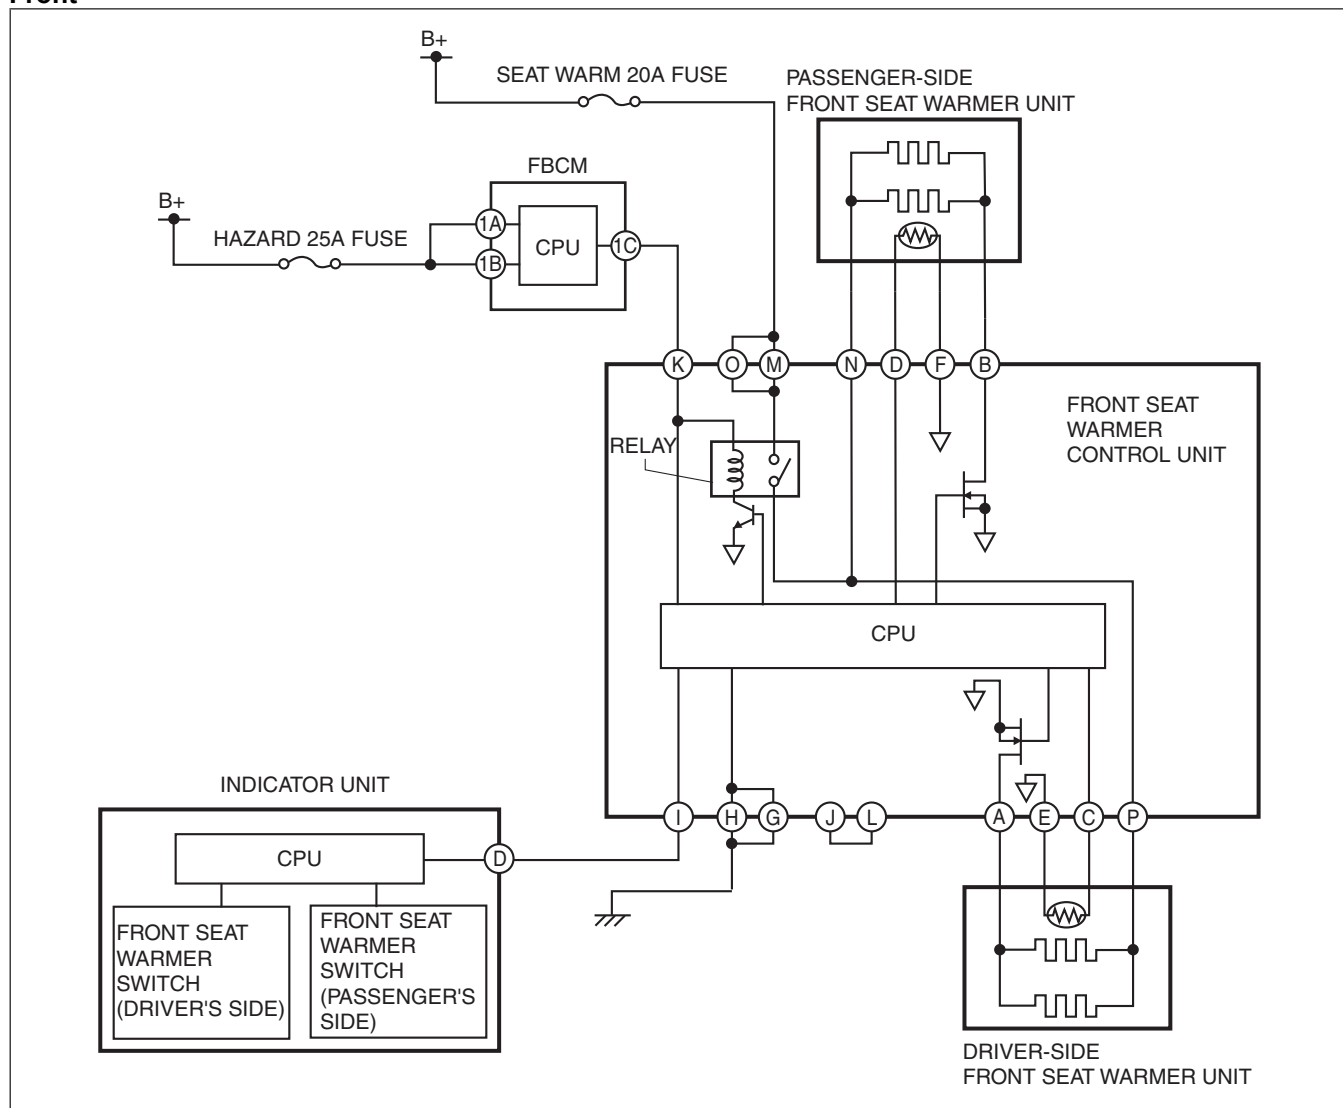 Front
B+
SEAT WARM 20A FUSE
PASSENGER-SIDE
FRONT SEAT WARMER UNIT
FBCM
B+
HAZARD 25A FUSE
1A
1B
CPU
1C
K
O
M
N
D
F
B
FRONT SEAT
WARMER
CONTROL UNIT
RELAY
CPU
INDICATOR UNIT
I
H
G
J
L
A
E
C
P
CPU
D
FRONT SEAT
WARMER
SWITCH
(DRIVER'S SIDE)
FRONT SEAT
WARMER
SWITCH
(PASSENGER'S
SIDE)
DRIVER-SIDE
FRONT SEAT WARMER UNIT